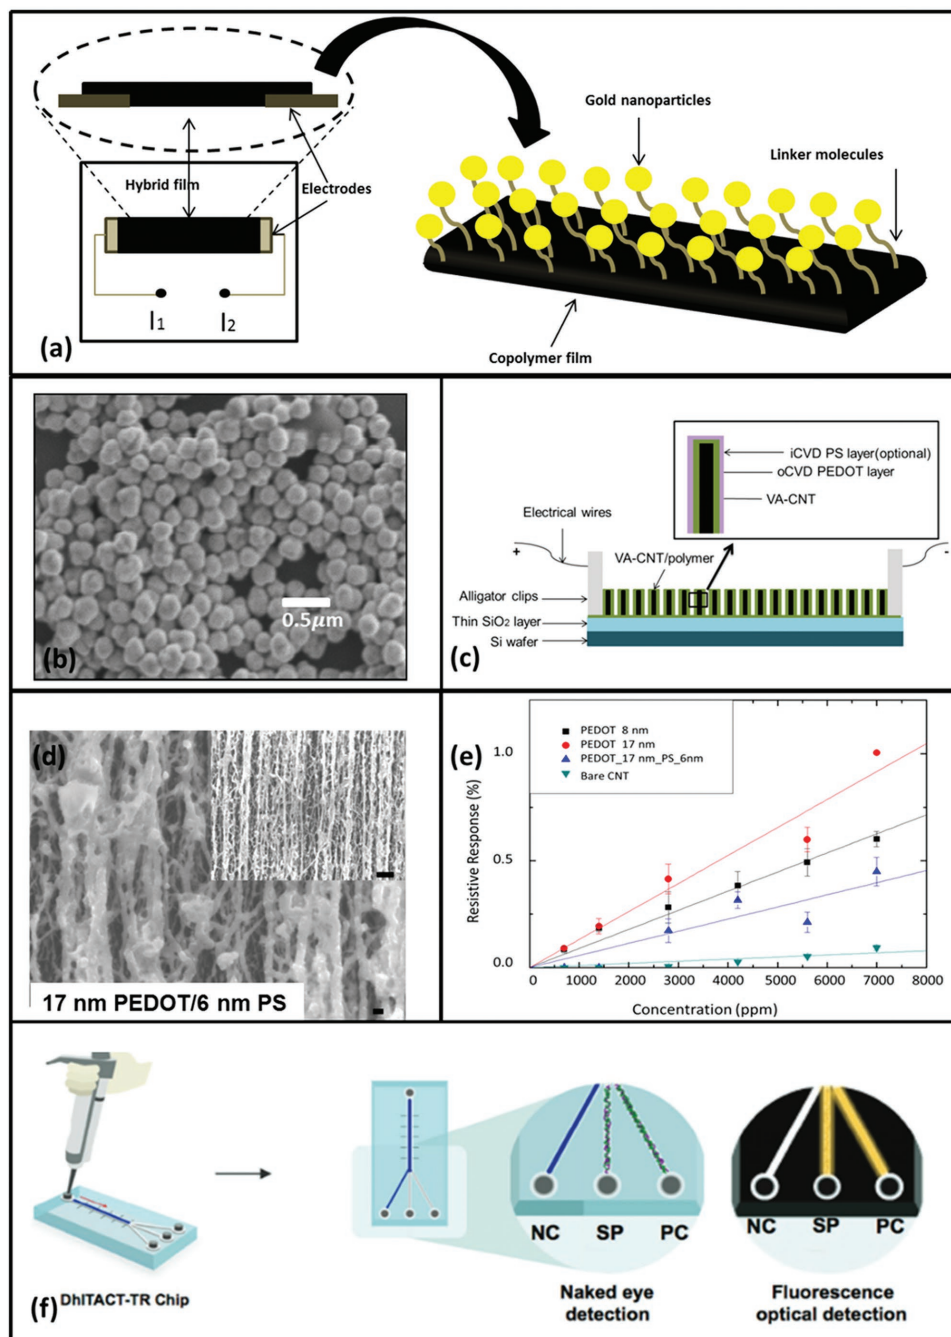 Gold nanoparticles
Linker molecules
Hybrid film
Electrodes
I1
I2
Copolymer film
(a)
0.5μm
(b)
iCVD PS layer(optional)
oCVD PEDOT layer
VA-CNT
Electrical wires
+
-
VA-CNT/polymer
Alligator clips
Thin SiO2 layer
Si wafer
(c)
(d)
17 nm PEDOT/6 nm PS
PEDOT 8 nm
PEDOT 17 nm
PEDOT_17 nm_PS_6nm
Bare CNT
(e)
Resistive Response (%)
1.0
0.5
0.0
0 1000 2000 3000 4000 5000 6000 7000 8000
Concentration (ppm)
DhITACT-TR Chip
NC SP PC
NC SP PC
Naked eye
detection
Fluorescence
optical detection
(f)